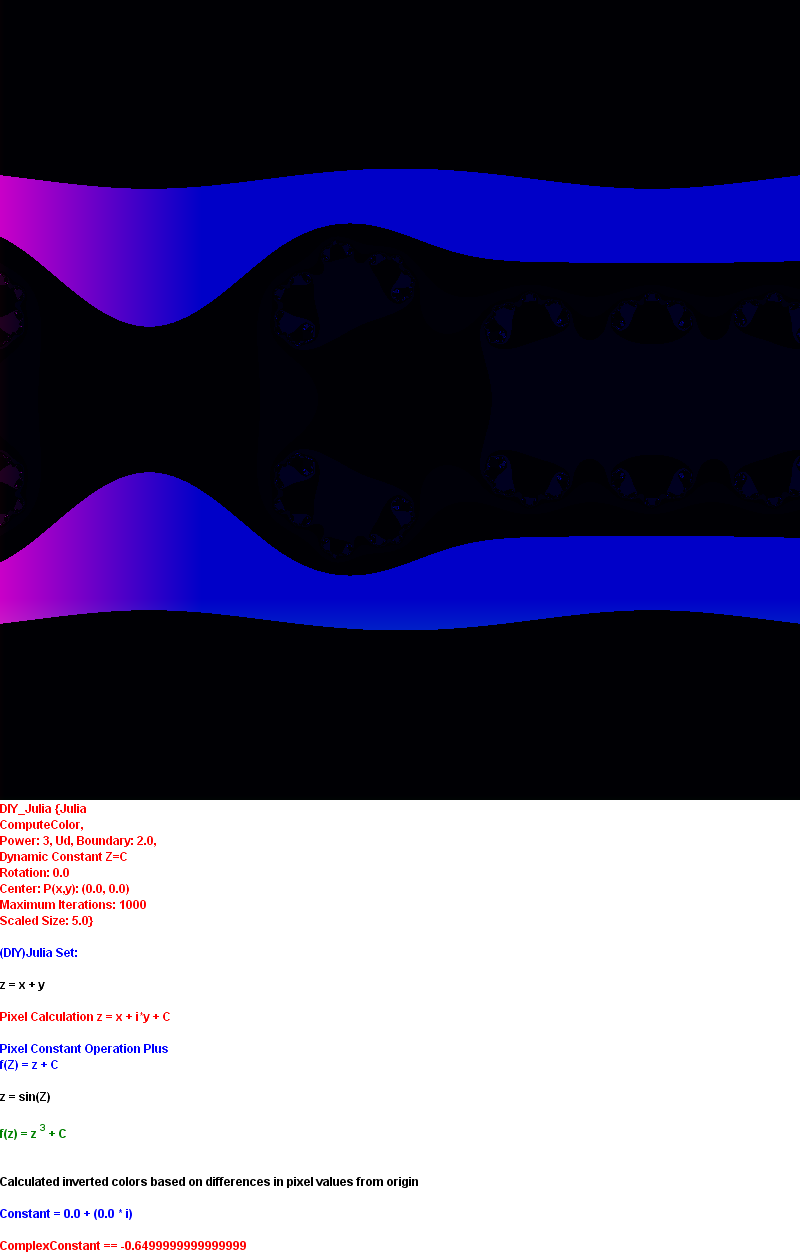 DIY_Julia {Julia
ComputeColor,
Power: 3, Ud, Boundary: 2.0,
Dynamic Constant Z=C
Rotation: 0.0
Center: P(x,y): (0.0, 0.0)
Maximum Iterations: 1000
Scaled Size: 5.0}
(DIY)Julia Set:
z = x + y
Pixel Calculation z = x + i*y + C
Pixel Constant Operation Plus
f(Z) = z + C
z = sin(Z)
f(z) = z ³ + C
Calculated inverted colors based on differences in pixel values from origin
Constant = 0.0 + (0.0 * i)
ComplexConstant == -0.6499999999999999